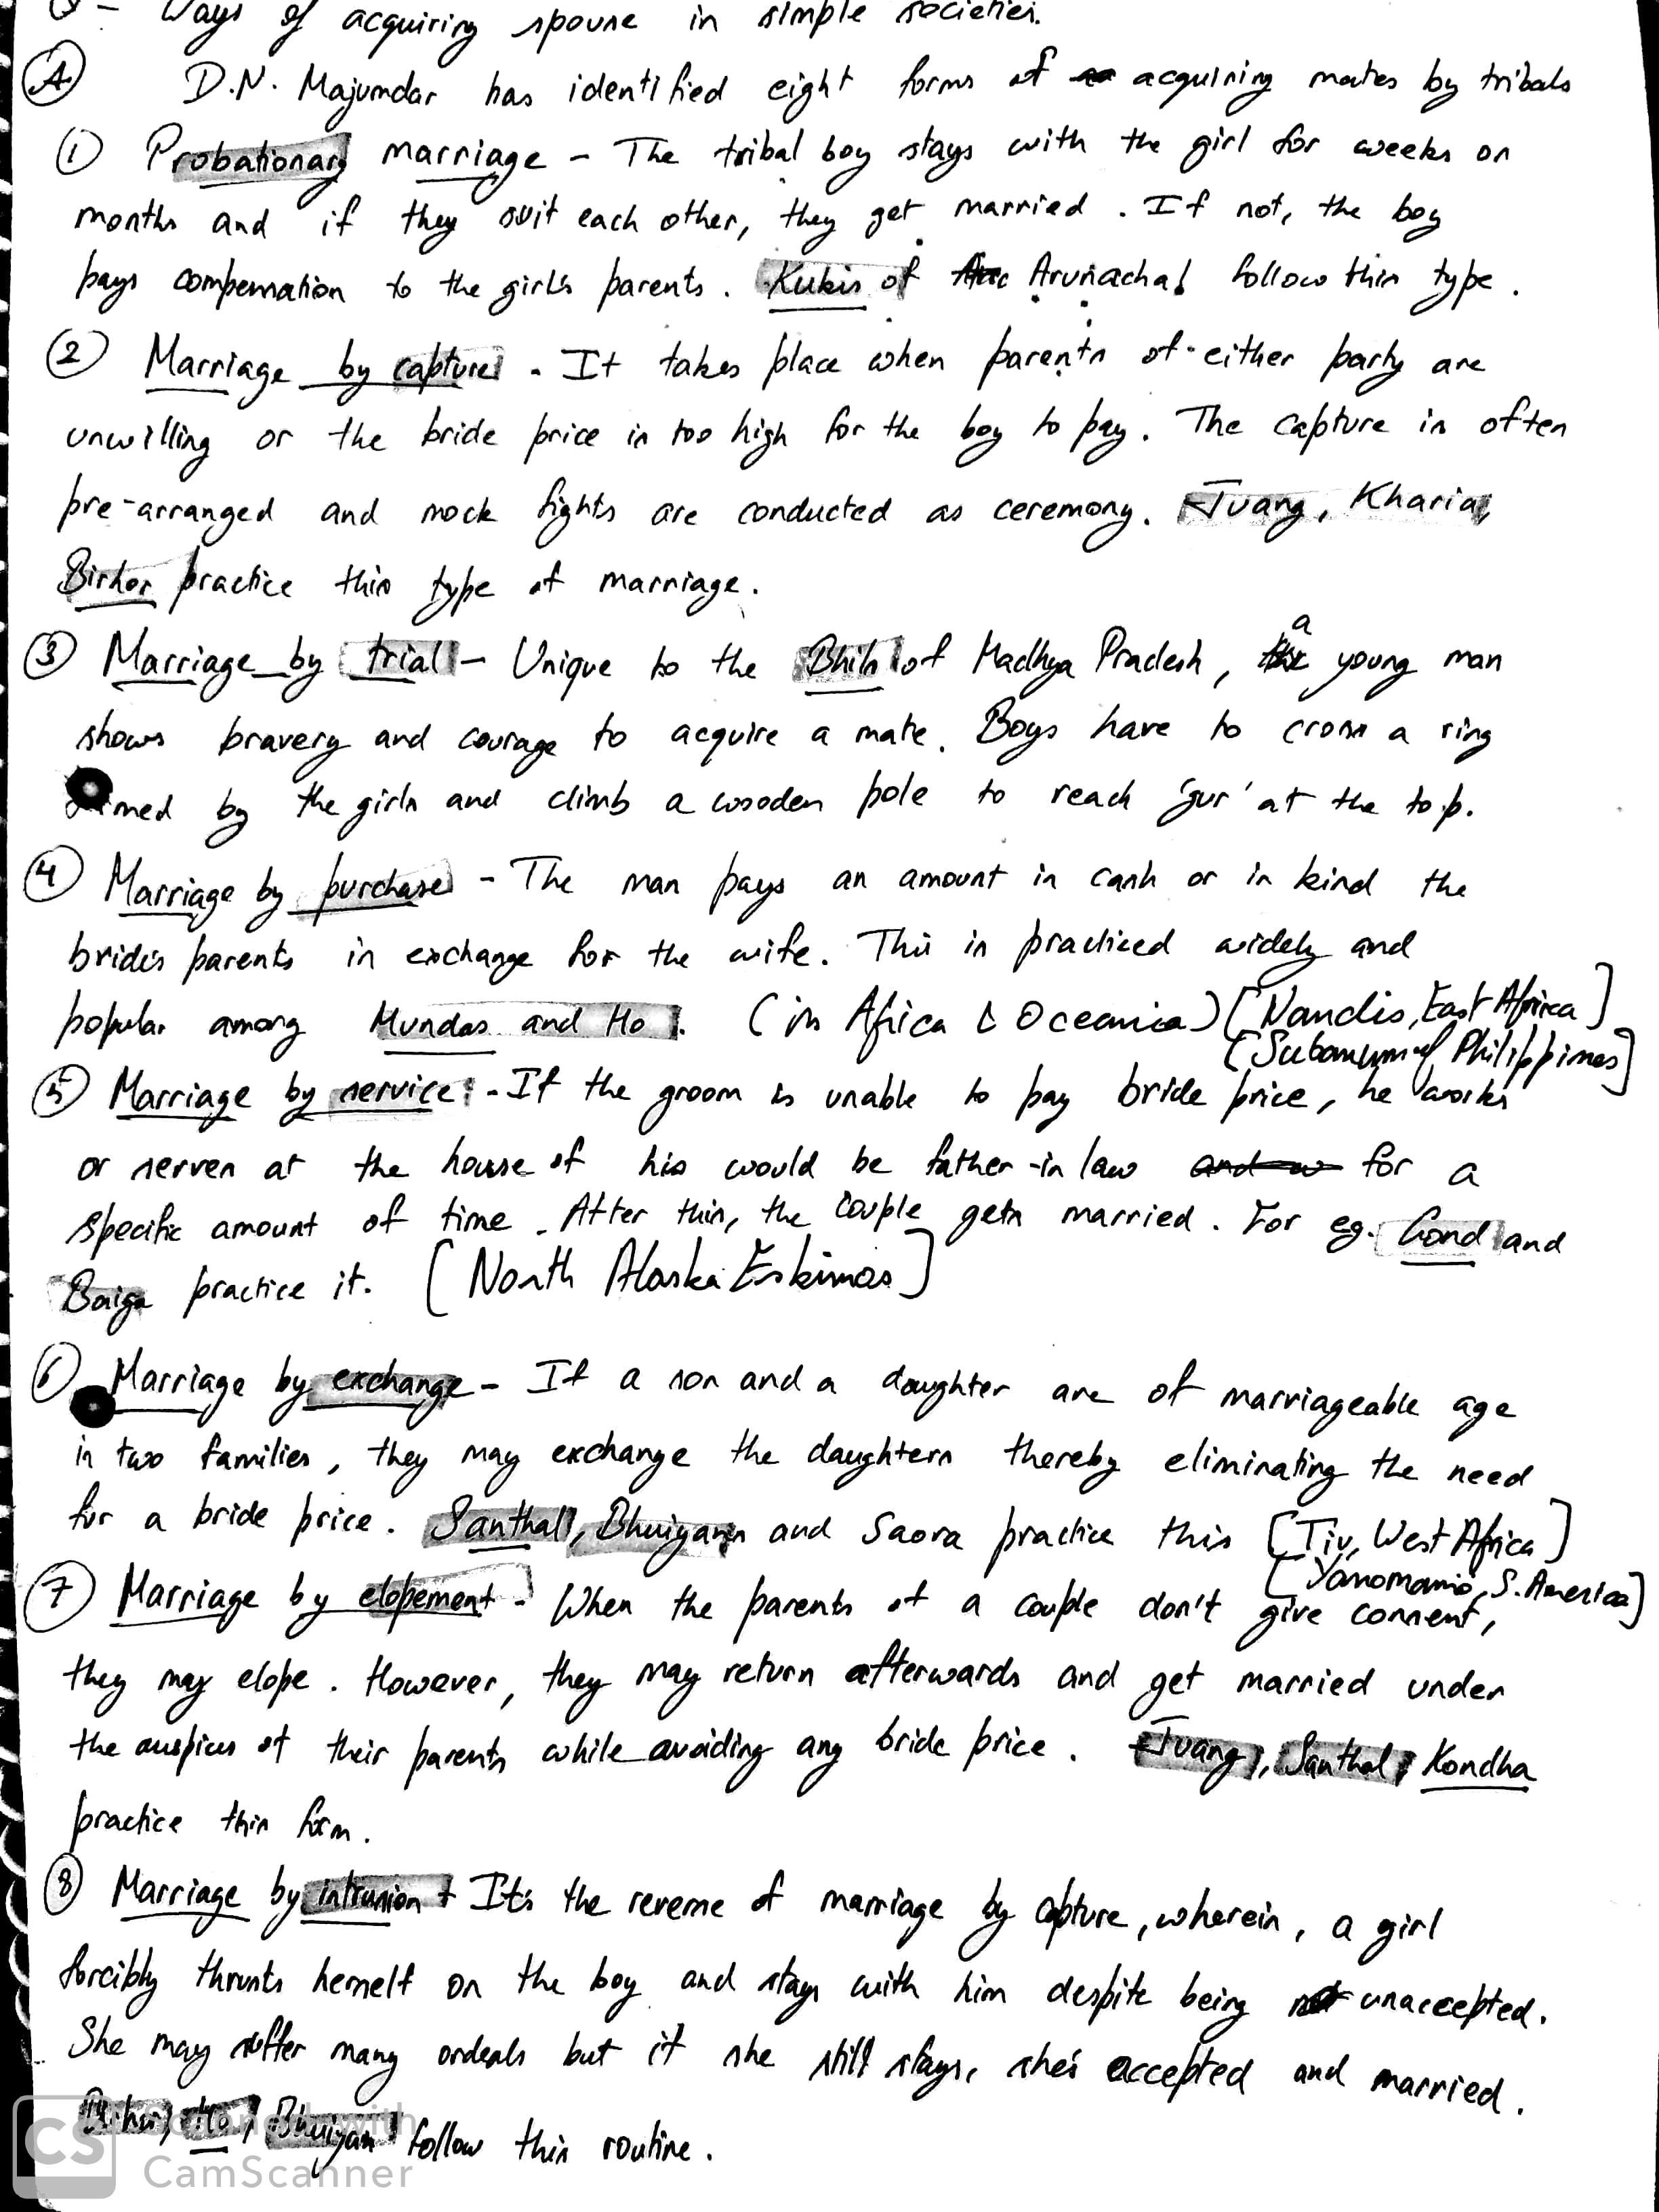 Q - Ways of acquiring spouse in simple societies.
(A) D.N. Majumdar has identified eight forms of acquiring mates by tribals
(1) Probationary marriage - The tribal boy stays with the girl for weeks or
months and if they suit each other, they get married. If not, the boy
pays compensation to the girl's parents. Kukis of Arunachal follow this type.
(2) Marriage by capture - It takes place when parents of either party are
unwilling or the bride price is too high for the boy to pay. The capture is often
pre-arranged and mock fights are conducted as ceremony. Juang, Kharia,
Birhor practice this type of marriage.
(3) Marriage by trial - Unique to the Bhils of Madhya Pradesh, a young man
shows bravery and courage to acquire a mate. Boys have to cross a ring
formed by the girls and climb a wooden pole to reach 'gur' at the top.
(4) Marriage by purchase - The man pays an amount in cash or in kind the
bride's parents in exchange for the wife. This is practiced widely and
popular among Mundas and Ho. (in Africa & Oceania) [Nandis, East Africa]
[Subanum of Philippines]
(5) Marriage by service: - If the groom is unable to pay bride price, he works
or serves at the house of his would be father-in law for a
specific amount of time. After this, the couple gets married. For eg. Gond and
Baiga practice it. [North Alaska Eskimos]
(6) Marriage by exchange - If a son and a daughter are of marriageable age
in two families, they may exchange the daughters thereby eliminating the need
for a bride price. Santhal, Bhuiyans and Saora practice this [Tiv, West Africa]
[Yanomamo, S. America]
(7) Marriage by elopement - When the parents of a couple don't give consent,
they may elope. However, they may return afterwards and get married under
the auspices of their parents while avoiding any bride price. Juang, Santhal, Kondha
practice this form.
(8) Marriage by intrusion - It's the reverse of marriage by capture, wherein, a girl
forcibly thrusts herself on the boy and stays with him despite being unaccepted.
She may suffer many ordeals but if she still stays, she's accepted and married.
Birhor, Ho, Bhuiyan follow this routine.
CS Scanned with
CamScanner